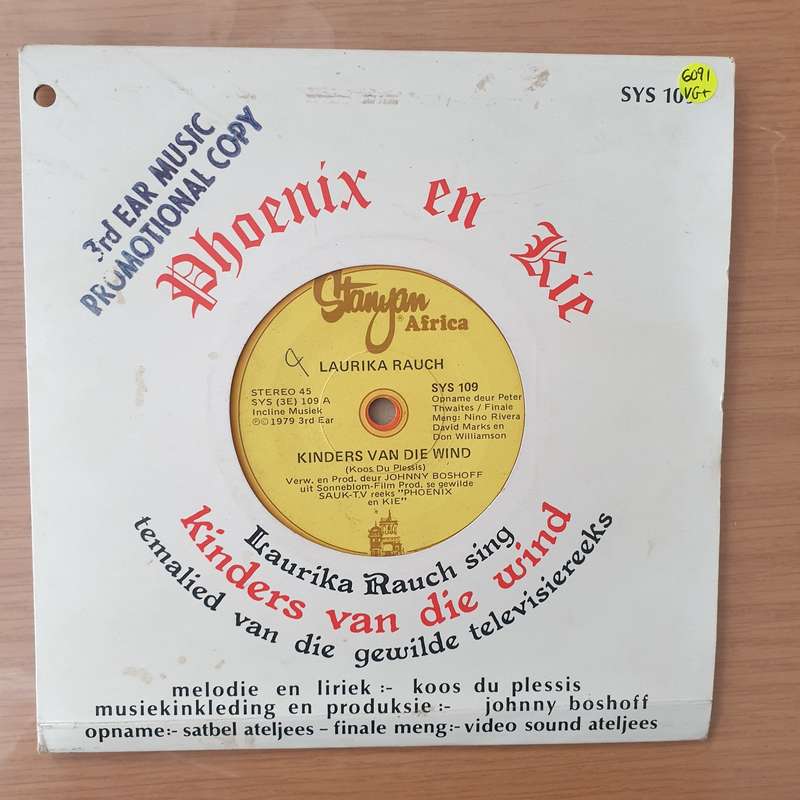 6091
VG+
SYS 10
3rd EAR MUSIC
PROMOTIONAL COPY
Phoenix en Kie
Stanyan
® Africa
LAURIKA RAUCH
STEREO 45
SYS (3E) 109 A
Incline Musiek
℗© 1979 3rd Ear
SYS 109
Opname deur Peter
Thwaites / Finale
Meng: Nino Rivera
David Marks en
Don Williamson
KINDERS VAN DIE WIND
(Koos Du Plessis)
Verw. en Prod. deur JOHNNY BOSHOFF
uit Sonneblom-Film Prod. se gewilde
SAUK-T.V reeks "PHOENIX
en KIE"
Laurika Rauch sing
kinders van die wind
temalied van die gewilde televisiereeks
melodie en liriek :- koos du plessis
musiekinkleding en produksie :- johnny boshoff
opname:- satbel ateljees - finale meng:- video sound ateljees